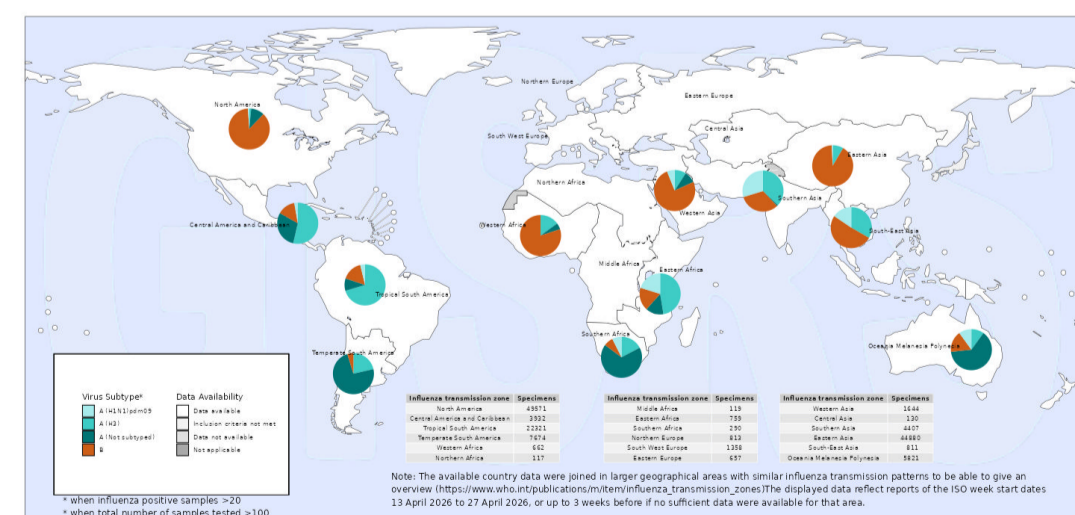 Northern Europe
Eastern Europe
North America
Central Asia
South West Europe
Eastern Asia
Northern Africa
Southern Asia
Western Asia
Central America and Caribbean
Western Africa
South-East Asia
Middle Africa
Eastern Africa
Tropical South America
Southern Africa
Oceania Melanesia Polynesia
Temperate South America
Virus Subtype* Data Availability
A(H1N1)pdm09 Data available
A(H3) Inclusion criteria not met
A(Not subtyped) Data not available
B Not applicable
* when influenza positive samples >20
* when total number of samples tested >100
Influenza transmission zone Specimens
North America 49571
Central America and Caribbean 3932
Tropical South America 22321
Temperate South America 7674
Western Africa 662
Northern Africa 117
Influenza transmission zone Specimens
Middle Africa 119
Eastern Africa 759
Southern Africa 290
Northern Europe 813
South West Europe 1358
Eastern Europe 657
Influenza transmission zone Specimens
Western Asia 1644
Central Asia 130
Southern Asia 4407
Eastern Asia 44880
South-East Asia 811
Oceania Melanesia Polynesia 5821
Note: The available country data were joined in larger geographical areas with similar influenza transmission patterns to be able to give an
overview (https://www.who.int/publications/m/item/influenza_transmission_zones)The displayed data reflect reports of the ISO week start dates
13 April 2026 to 27 April 2026, or up to 3 weeks before if no sufficient data were available for that area.